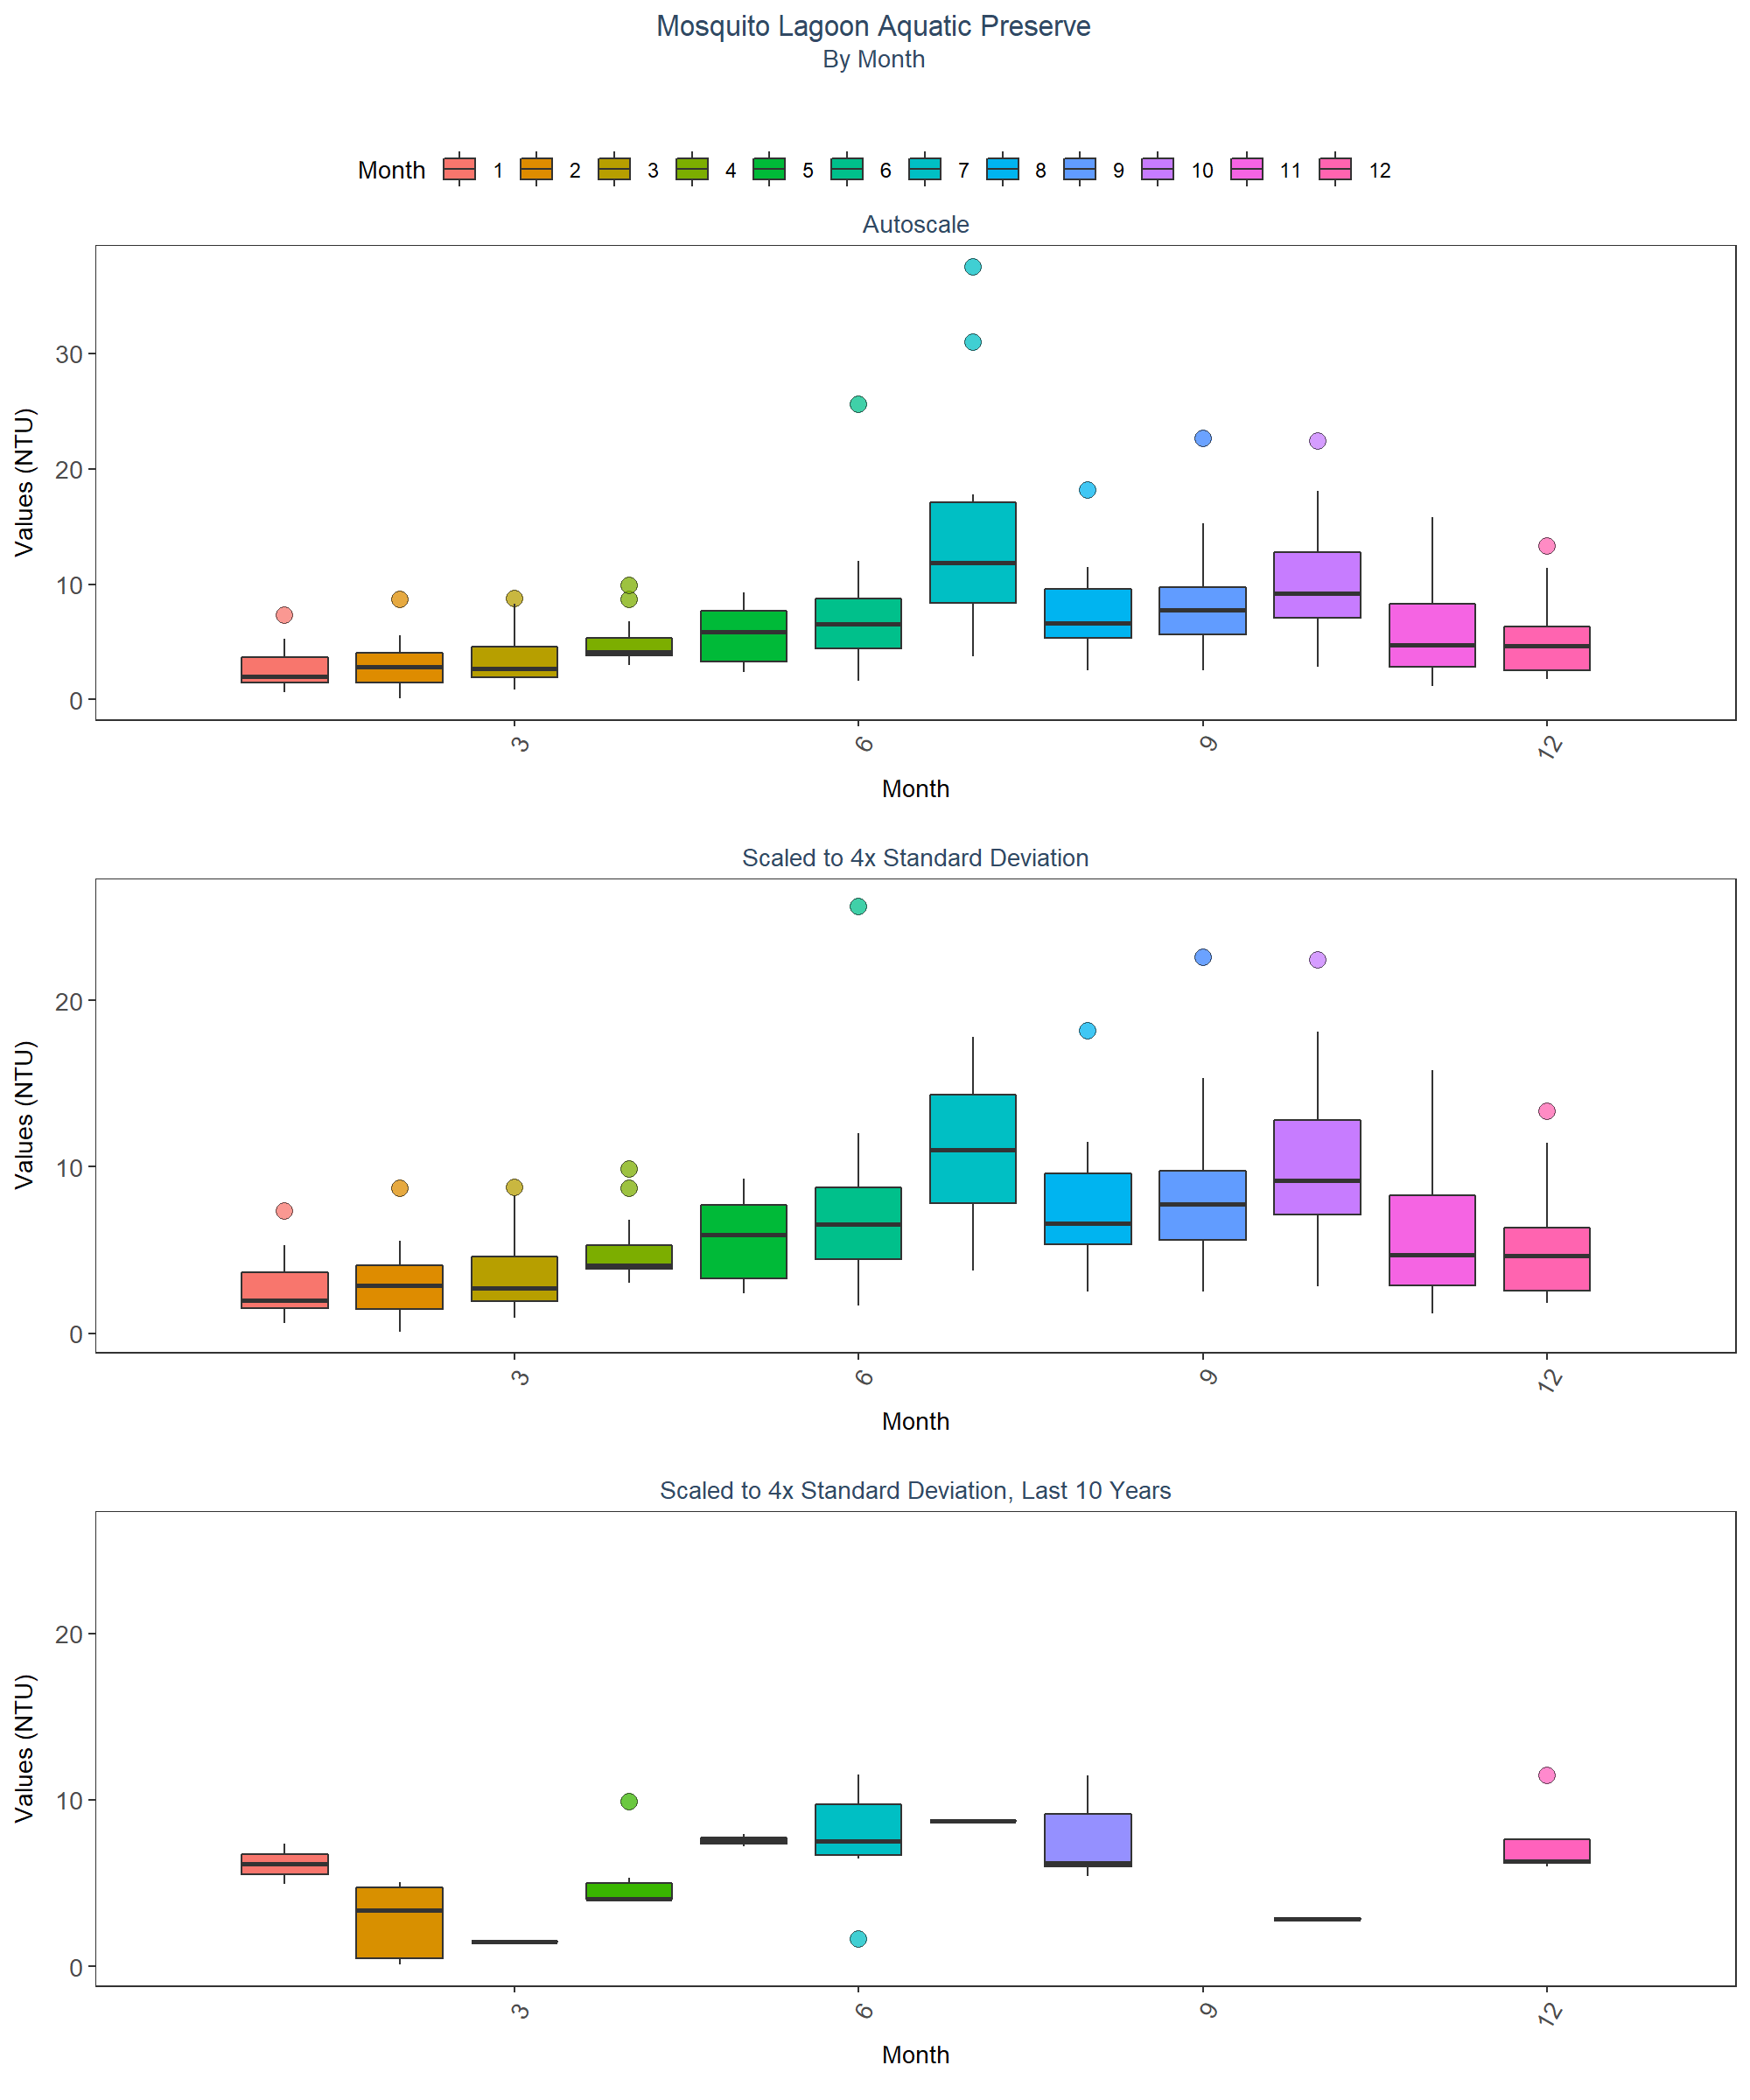 Mosquito Lagoon Aquatic Preserve
By Month
Month 1 2 3 4 5 6 7 8 9 10 11 12
Autoscale
Values (NTU)
30
20
10
0
3 6 9 12
Month
Scaled to 4x Standard Deviation
Values (NTU)
20
10
0
3 6 9 12
Month
Scaled to 4x Standard Deviation, Last 10 Years
Values (NTU)
20
10
0
3 6 9 12
Month